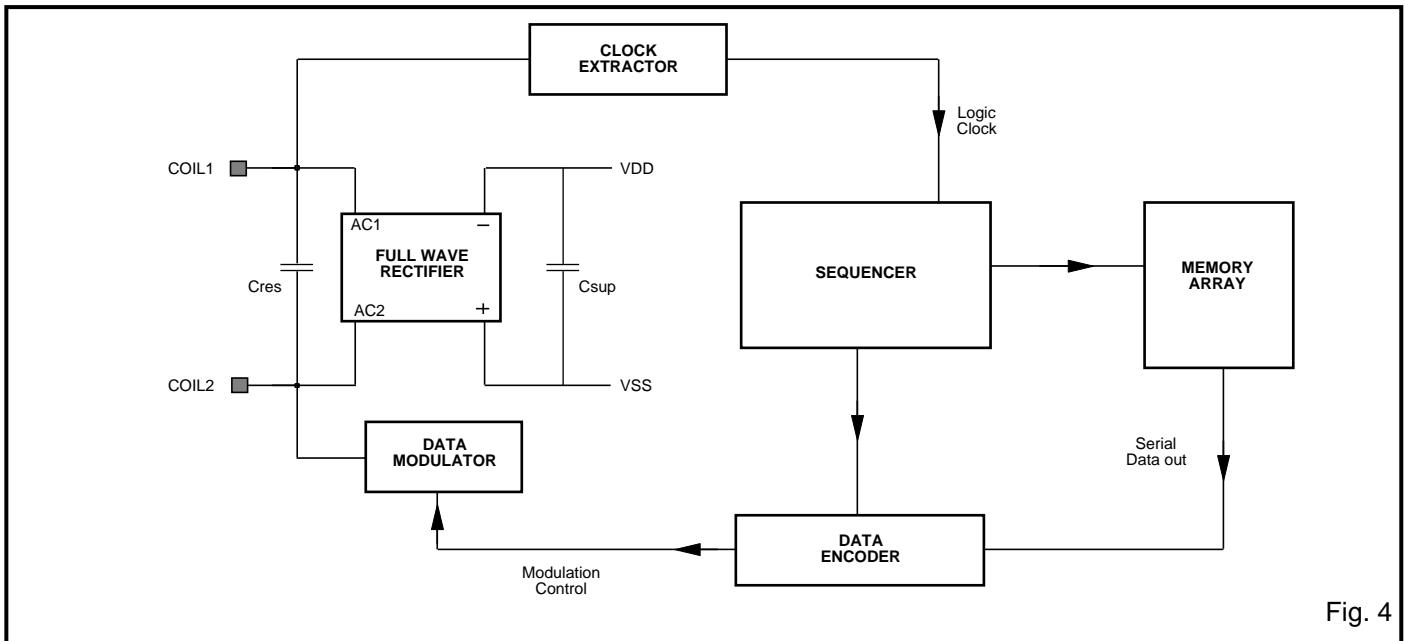 CLOCK
EXTRACTOR
Logic
Clock
COIL1
VDD
AC1
−
FULL WAVE
RECTIFIER
Cres
Csup
SEQUENCER
MEMORY
ARRAY
AC2
+
COIL2
VSS
DATA
MODULATOR
Serial
Data out
DATA
ENCODER
Modulation
Control
Fig. 4